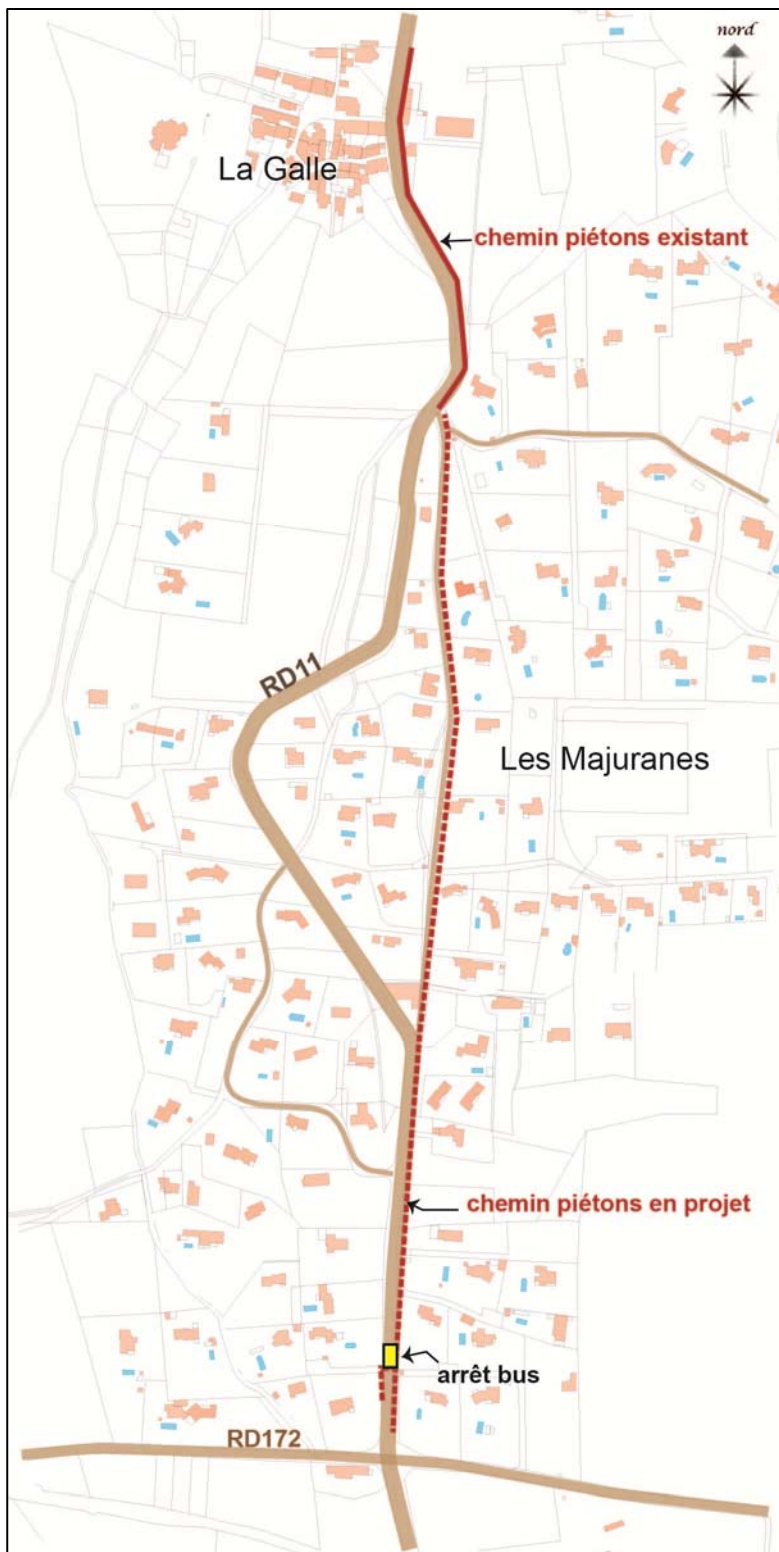 nord
La Galle
chemin piétons existant
RD11
Les Majuranes
chemin piétons en projet
arrêt bus
RD172